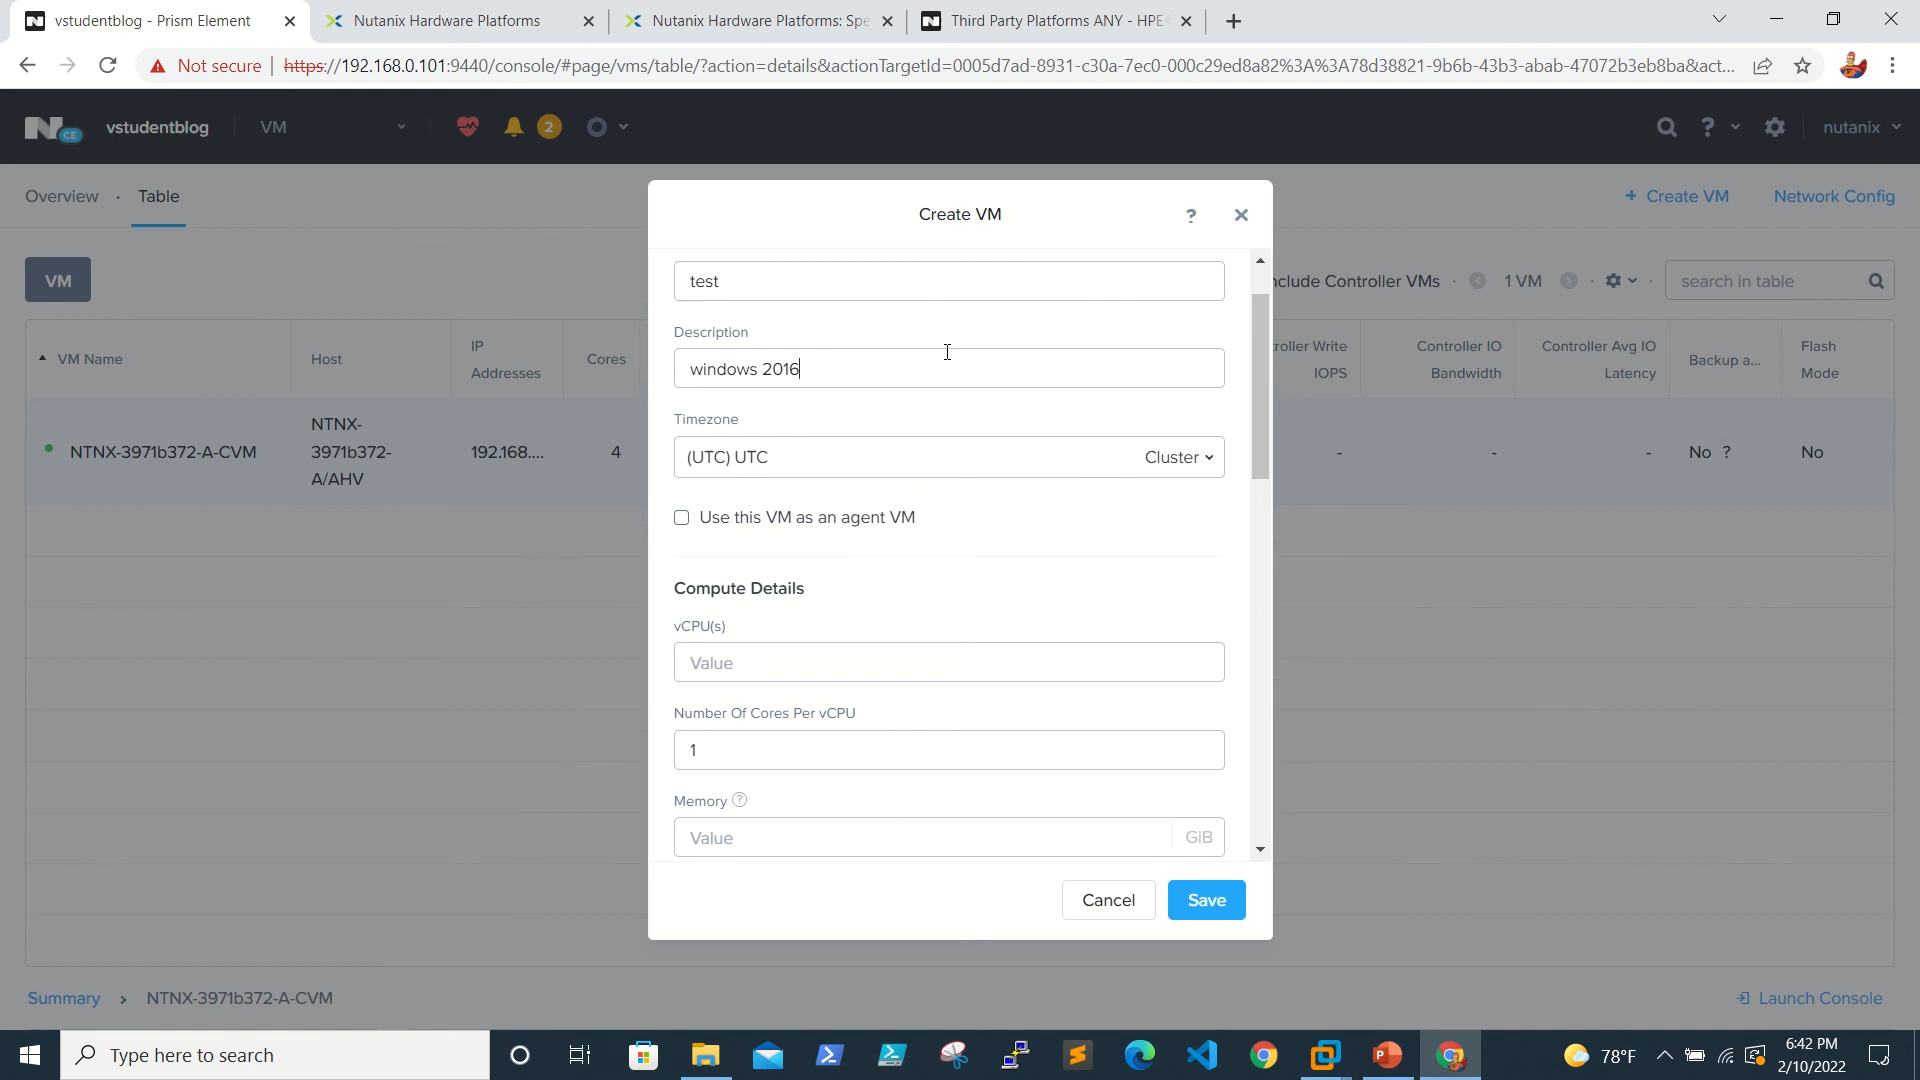 vstudentblog - Prism Element
Nutanix Hardware Platforms
Nutanix Hardware Platforms: Spe
Third Party Platforms ANY - HPE
Not secure
https://192.168.0.101:9440/console/#page/vms/table/?action=details&actionTargetId=0005d7ad-8931-c30a-7ec0-000c29ed8a82%3A%3A78d38821-9b6b-43b3-abab-47072b3eb8ba&act...
N CE
vstudentblog
VM
2
?
nutanix
Overview · Table
+ Create VM
Network Config
Create VM
?
VM
nclude Controller VMs · 1 VM
search in table
test
VM Name
Host
IP Addresses
Cores
roller Write IOPS
Controller IO Bandwidth
Controller Avg IO Latency
Backup a...
Flash Mode
Description
windows 2016
Timezone
(UTC) UTC
Cluster
NTNX-3971b372-A-CVM
NTNX-
3971b372-
A/AHV
192.168....
4
-
-
-
No ?
No
Use this VM as an agent VM
Compute Details
vCPU(s)
Value
Number Of Cores Per vCPU
1
Memory ?
Value
GiB
Cancel
Save
Summary > NTNX-3971b372-A-CVM
Launch Console
Type here to search
78°F
6:42 PM
2/10/2022